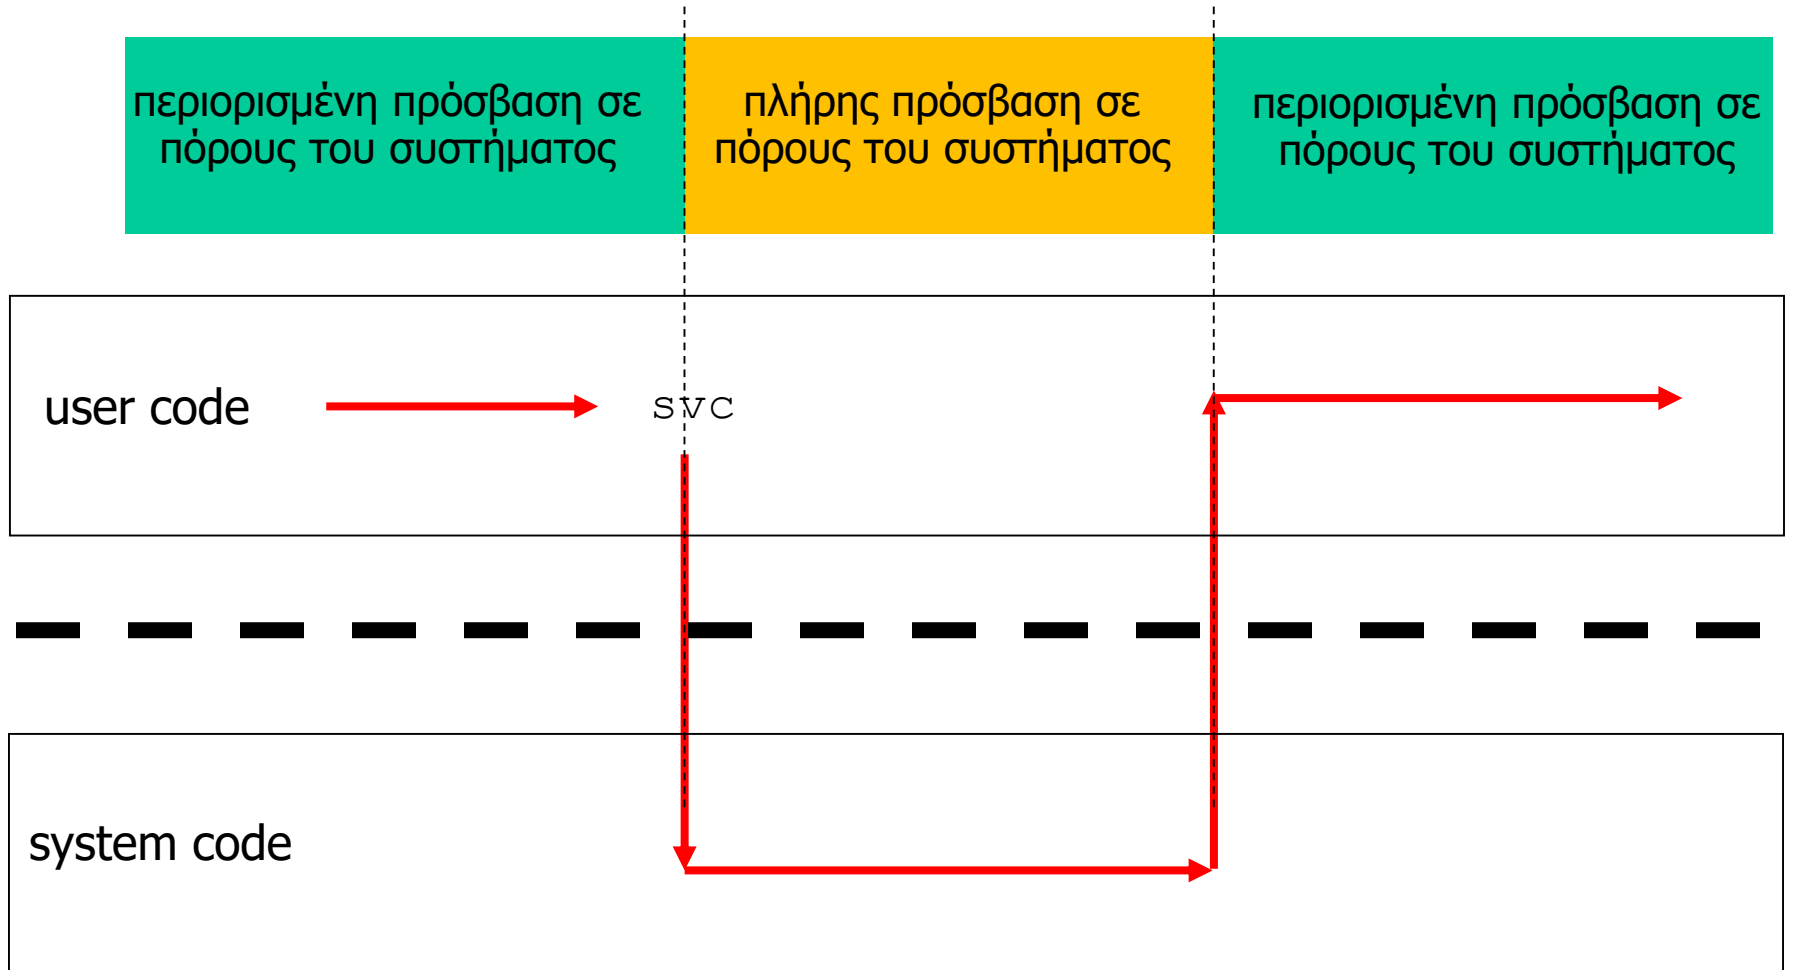 περιορισμένη πρόσβαση σε
πόρους του συστήματος
πλήρης πρόσβαση σε
πόρους του συστήματος
περιορισμένη πρόσβαση σε
πόρους του συστήματος
user code
svc
system code